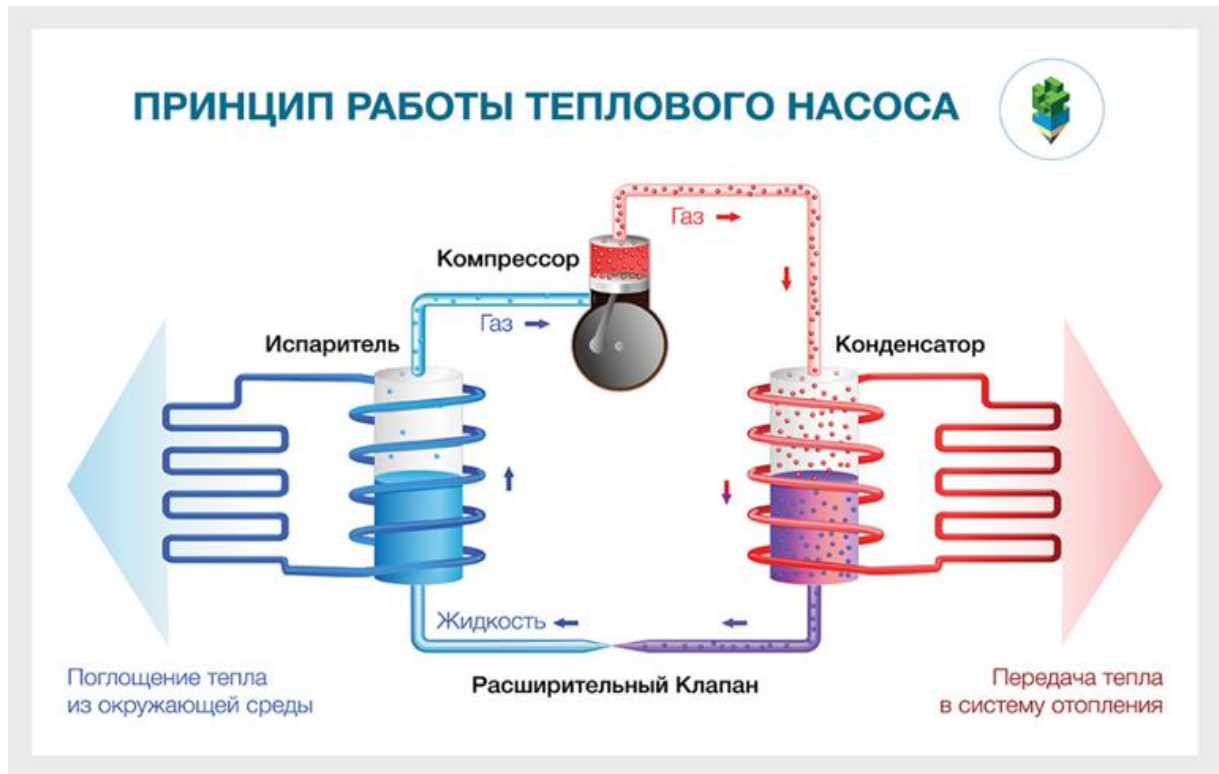 ПРИНЦИП РАБОТЫ ТЕПЛОВОГО НАСОСА
Газ
Компрессор
Газ
Испаритель
Конденсатор
Жидкость
Расширительный Клапан
Поглощение тепла
из окружающей среды
Передача тепла
в систему отопления